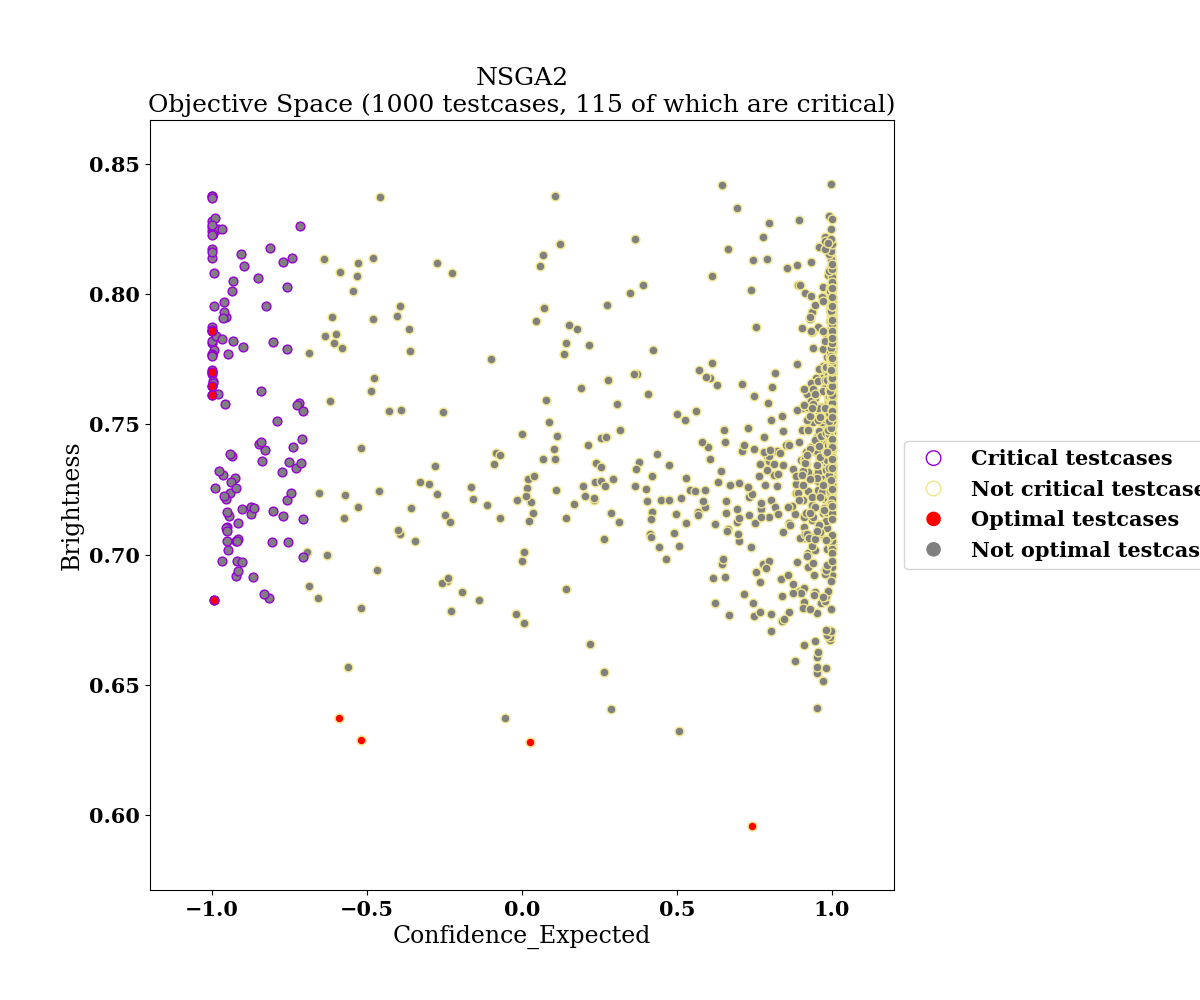 NSGA2
Objective Space (1000 testcases, 115 of which are critical)
0.85
0.80
0.75
0.70
0.65
0.60
Brightness
−1.0
−0.5
0.0
0.5
1.0
Confidence_Expected
Critical testcases
Not critical testcase
Optimal testcases
Not optimal testcas